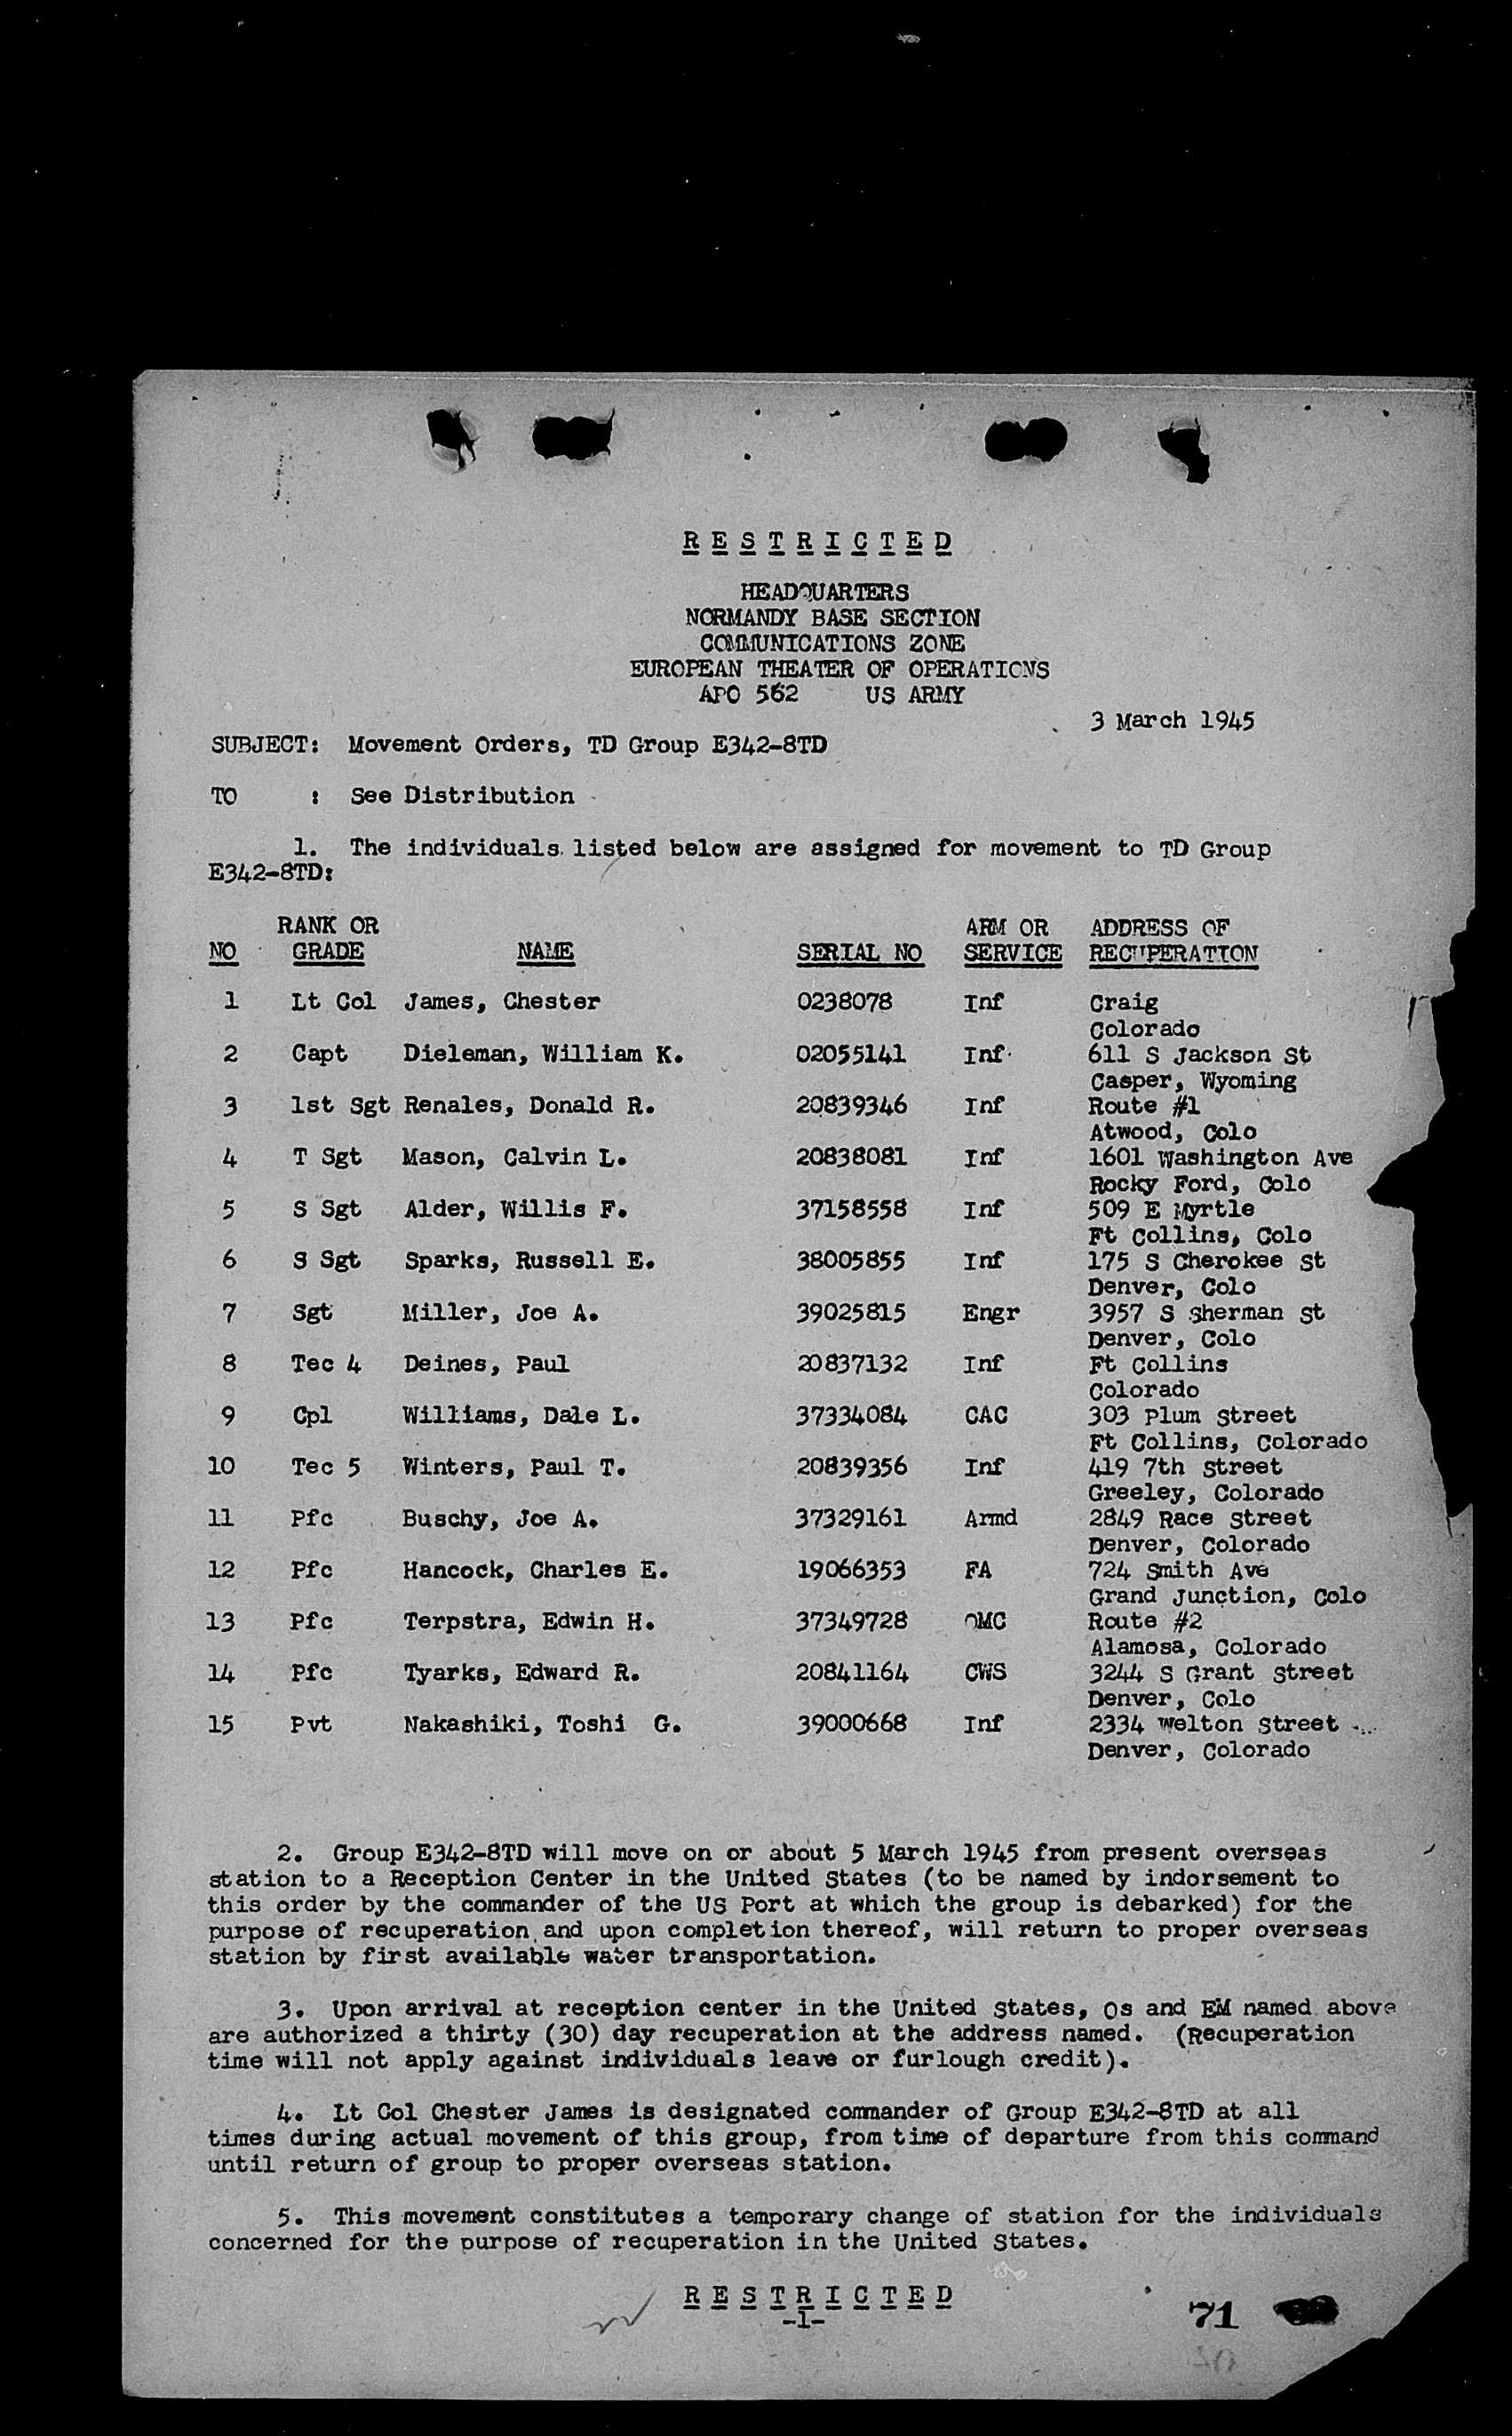 R E S T R I C T E D
HEADQUARTERS
NORMANDY BASE SECTION
COMMUNICATIONS ZONE
EUROPEAN THEATER OF OPERATIONS
APO 562 US ARMY
3 March 1945
SUBJECT: Movement Orders, TD Group E342-8TD
TO : See Distribution
1. The individuals listed below are assigned for movement to TD Group
E342-8TD:
RANK OR ARM OR ADDRESS OF
NO GRADE NAME SERIAL NO SERVICE RECUPERATION
1 Lt Col James, Chester 0238078 Inf Craig
Colorado
2 Capt Dieleman, William K. 02055141 Inf 611 S Jackson St
Casper, Wyoming
3 1st Sgt Renales, Donald R. 20839346 Inf Route #1
Atwood, Colo
4 T Sgt Mason, Calvin L. 20838081 Inf 1601 Washington Ave
Rocky Ford, Colo
5 S Sgt Alder, Willis F. 37158558 Inf 509 E Myrtle
Ft Collins, Colo
6 S Sgt Sparks, Russell E. 38005855 Inf 175 S Cherokee St
Denver, Colo
7 Sgt Miller, Joe A. 39025815 Engr 3957 S Sherman St
Denver, Colo
8 Tec 4 Deines, Paul 20837132 Inf Ft Collins
Colorado
9 Cpl Williams, Dale L. 37334084 CAC 303 Plum Street
Ft Collins, Colorado
10 Tec 5 Winters, Paul T. 20839356 Inf 419 7th Street
Greeley, Colorado
11 Pfc Buschy, Joe A. 37329161 Armd 2849 Race Street
Denver, Colorado
12 Pfc Hancock, Charles E. 19066353 FA 724 Smith Ave
Grand Junction, Colo
13 Pfc Terpstra, Edwin H. 37349728 QMC Route #2
Alamosa, Colorado
14 Pfc Tyarks, Edward R. 20841164 CWS 3244 S Grant Street
Denver, Colo
15 Pvt Nakashiki, Toshi G. 39000668 Inf 2334 Welton Street
Denver, Colorado
2. Group E342-8TD will move on or about 5 March 1945 from present overseas
station to a Reception Center in the United States (to be named by indorsement to
this order by the commander of the US Port at which the group is debarked) for the
purpose of recuperation and upon completion thereof, will return to proper overseas
station by first available water transportation.
3. Upon arrival at reception center in the United States, Os and EM named above
are authorized a thirty (30) day recuperation at the address named. (Recuperation
time will not apply against individuals leave or furlough credit).
4. Lt Col Chester James is designated commander of Group E342-8TD at all
times during actual movement of this group, from time of departure from this command
until return of group to proper overseas station.
5. This movement constitutes a temporary change of station for the individuals
concerned for the purpose of recuperation in the United States.
R E S T R I C T E D
-1-
71